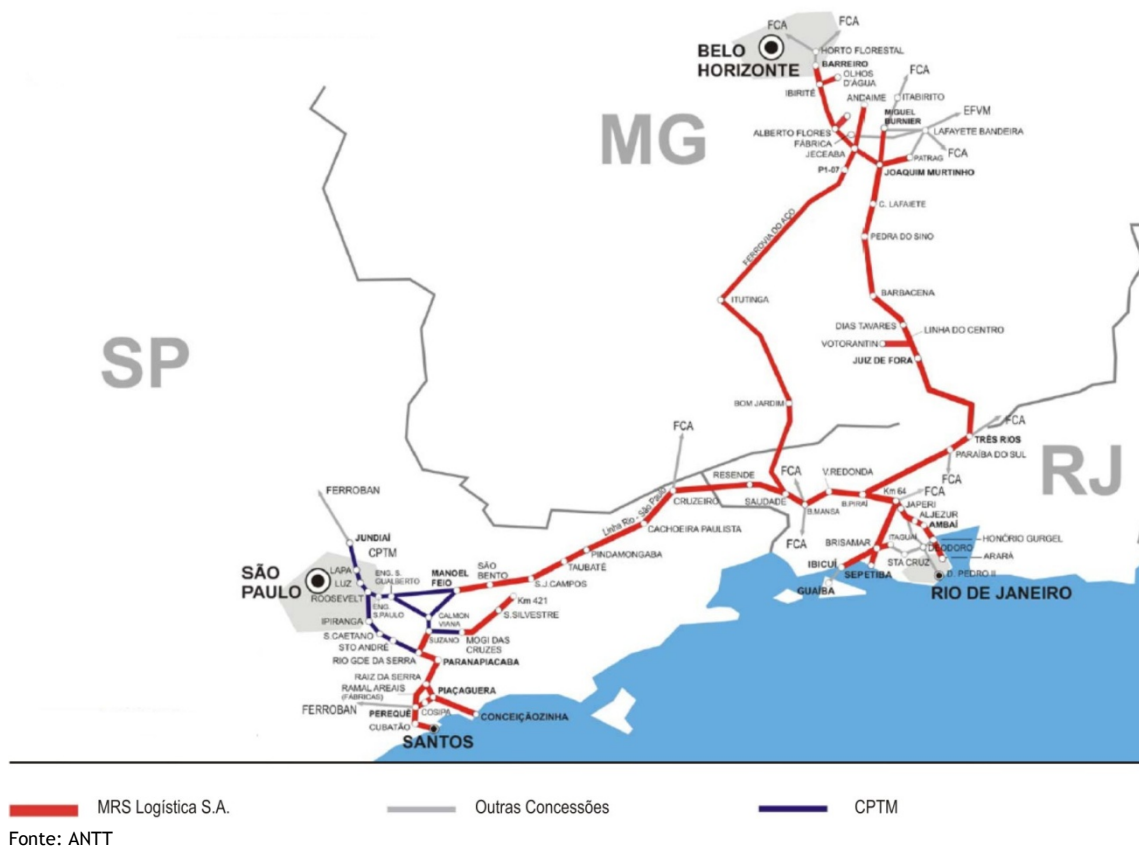 FCA
FCA
BELO
HORIZONTE
HORTO FLORESTAL
BARREIRO
OLHOS
D'ÁGUA
IBIRITÉ
ANDAIME
FCA
ITABIRITO
MIGUEL
BURNIER
EFVM
MG
ALBERTO FLORES
LAFAYETE BANDEIRA
FÁBRICA
JECEABA
FCA
PATRAG
P1-07
JOAQUIM MURTINHO
C. LAFAIETE
PEDRA DO SINO
FERROVIA DO AÇO
ITUTINGA
BARBACENA
DIAS TAVARES
LINHA DO CENTRO
VOTORANTIN
JUIZ DE FORA
SP
BOM JARDIM
FCA
FCA
TRÊS RIOS
PARAÍBA DO SUL
FCA
RJ
RESENDE
FCA
V.REDONDA
SAUDADE
CRUZEIRO
B.MANSA
B.PIRAÍ
Km 64
FCA
JAPERI
FERROBAN
Linha Rio - São Paulo
CACHOEIRA PAULISTA
ALJEZUR
AMBAÍ
JUNDIAÍ
CPTM
PINDAMONGABA
FCA
BRISAMAR
ITAGUAÍ
HONÓRIO GURGEL
DEODORO
LAPA
ENG. S.
GUALBERTO
MANOEL
FEIO
SÃO
BENTO
TAUBATÉ
IBICUÍ
SEPETIBA
STA CRUZ
ARARÁ
D. PEDRO II
SÃO
PAULO
LUZ
ROOSEVELT
S.J.CAMPOS
GUAÍBA
RIO DE JANEIRO
ENG.
S.PAULO
Km 421
S.SILVESTRE
IPIRANGA
CALMON
VIANA
SUZANO
S.CAETANO
STO ANDRÉ
MOGI DAS
CRUZES
RIO GDE DA SERRA
PARANAPIACABA
RAIZ DA SERRA
RAMAL AREAIS
(FÁBRICAS)
PIAÇAGUERA
FERROBAN
PEREQUÊ
COSIPA
CONCEIÇÃOZINHA
CUBATÃO
SANTOS
MRS Logística S.A.
Outras Concessões
CPTM
Fonte: ANTT